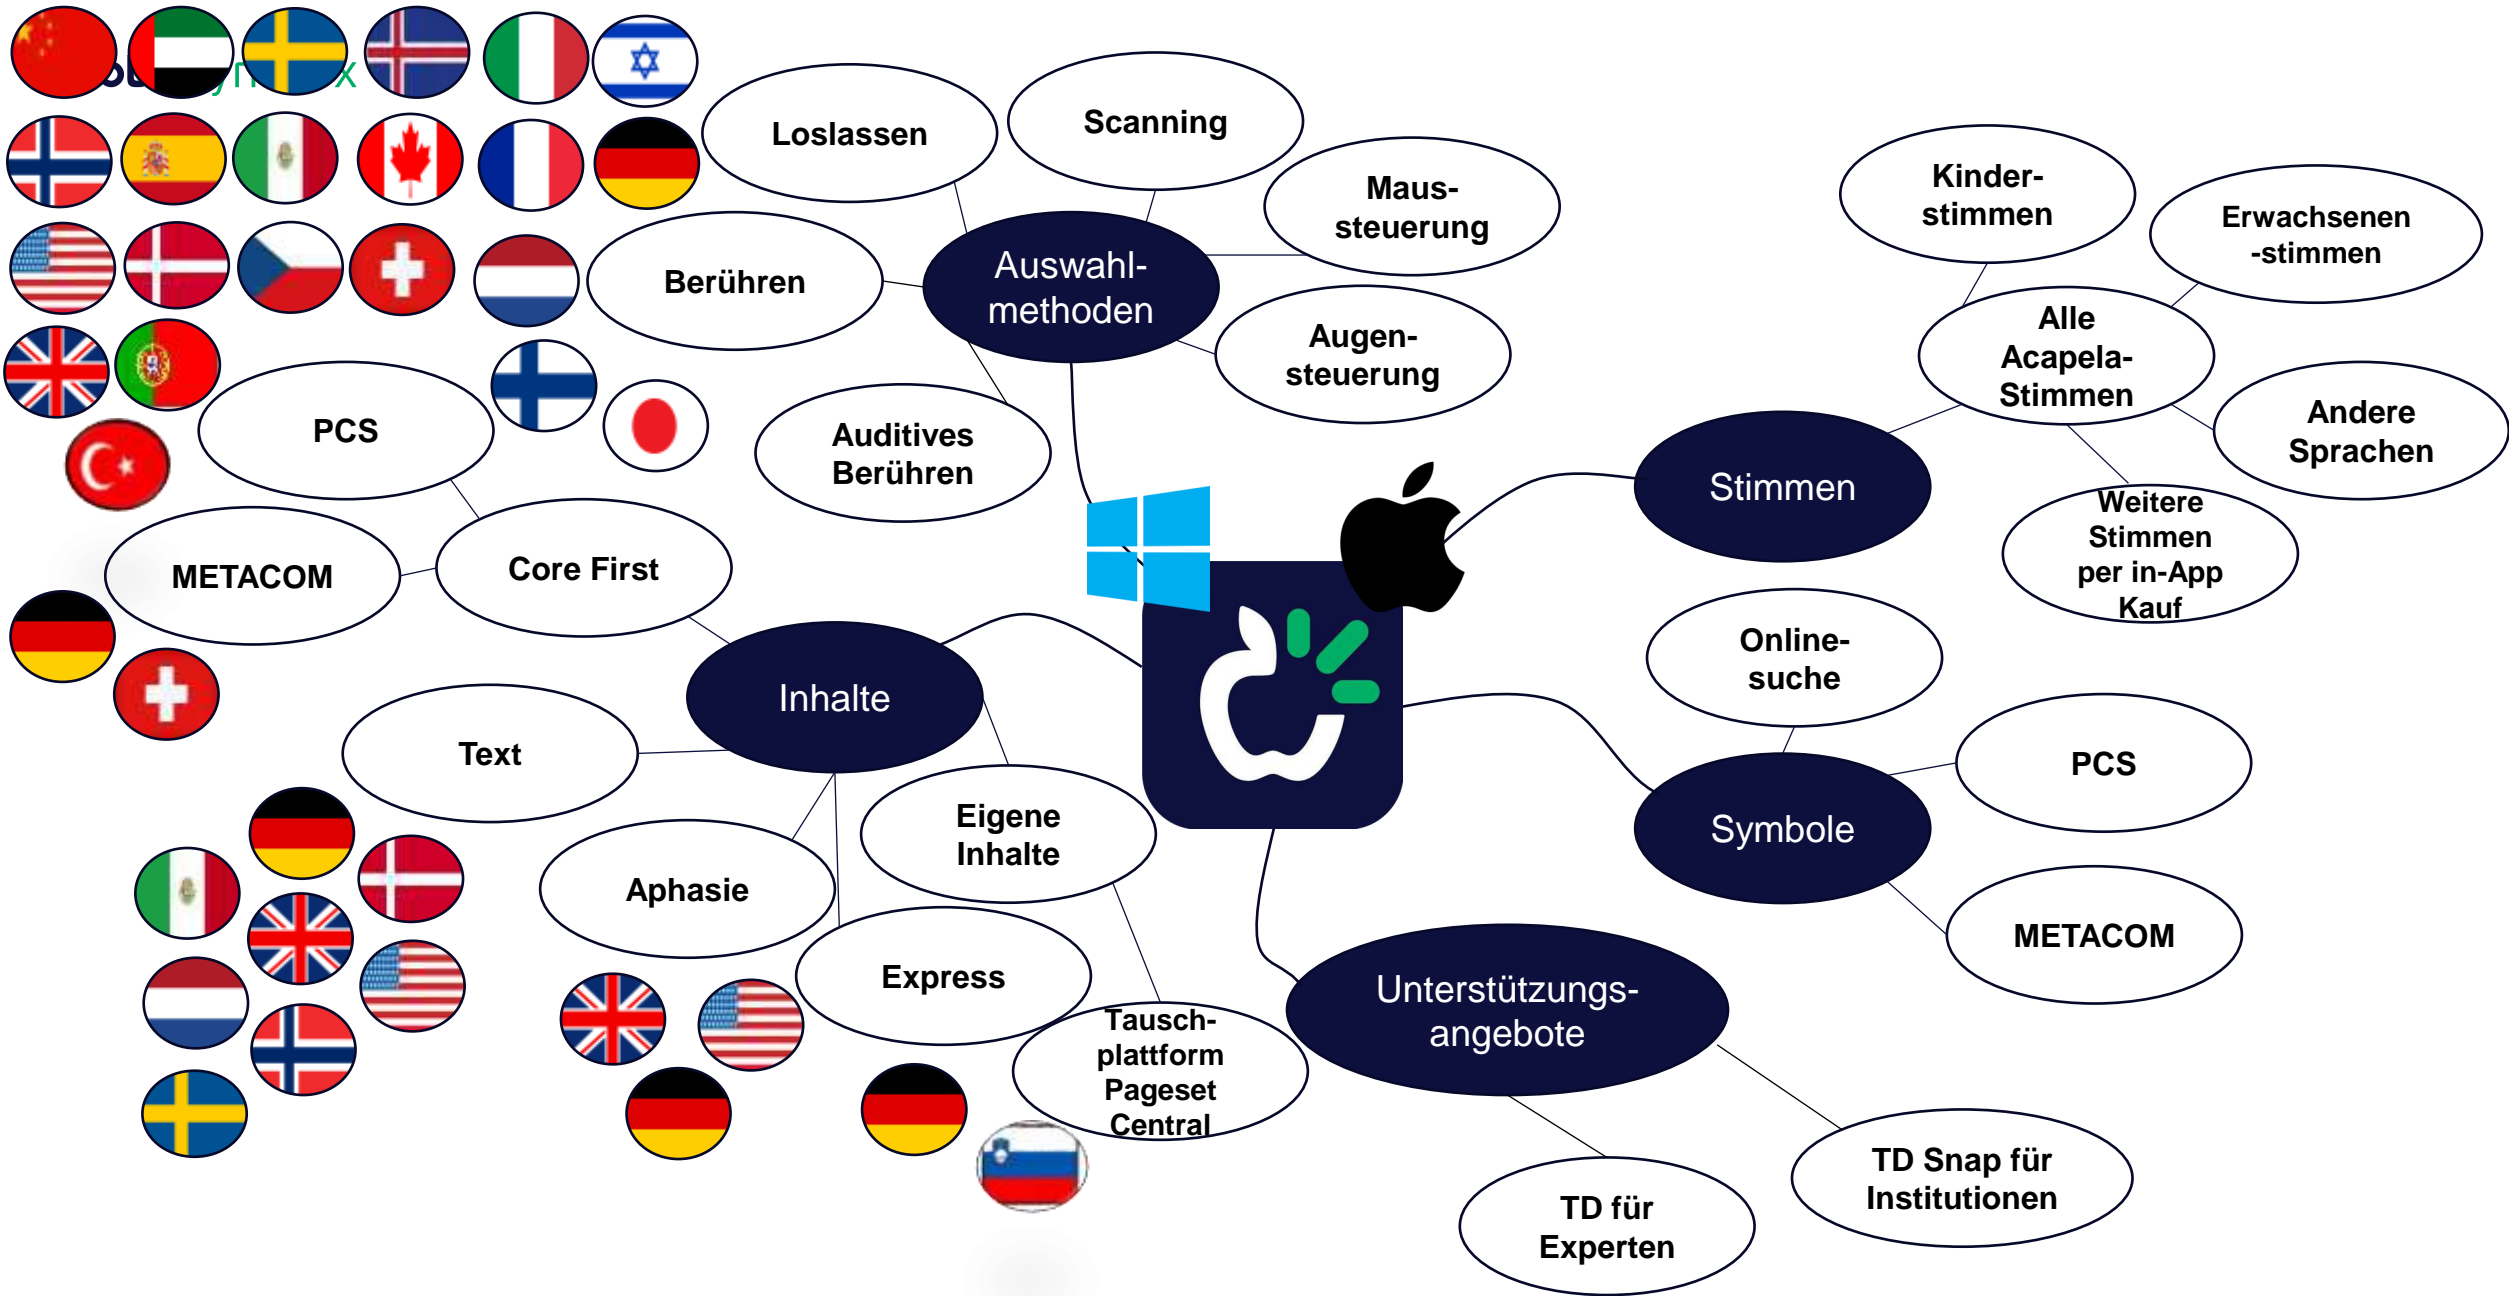 Loslassen
Scanning
Maus-
steuerung
Berühren
Auswahl-
methoden
Augen-
steuerung
Auditives
Berühren
Kinder-
stimmen
Erwachsenen
-stimmen
Alle
Acapela-
Stimmen
Andere
Sprachen
Stimmen
Weitere
Stimmen
per in-App
Kauf
PCS
METACOM
Core First
Inhalte
Text
Aphasie
Eigene
Inhalte
Express
Tausch-
plattform
Pageset
Central
Online-
suche
PCS
Symbole
METACOM
Unterstützungs-
angebote
TD für
Experten
TD Snap für
Institutionen